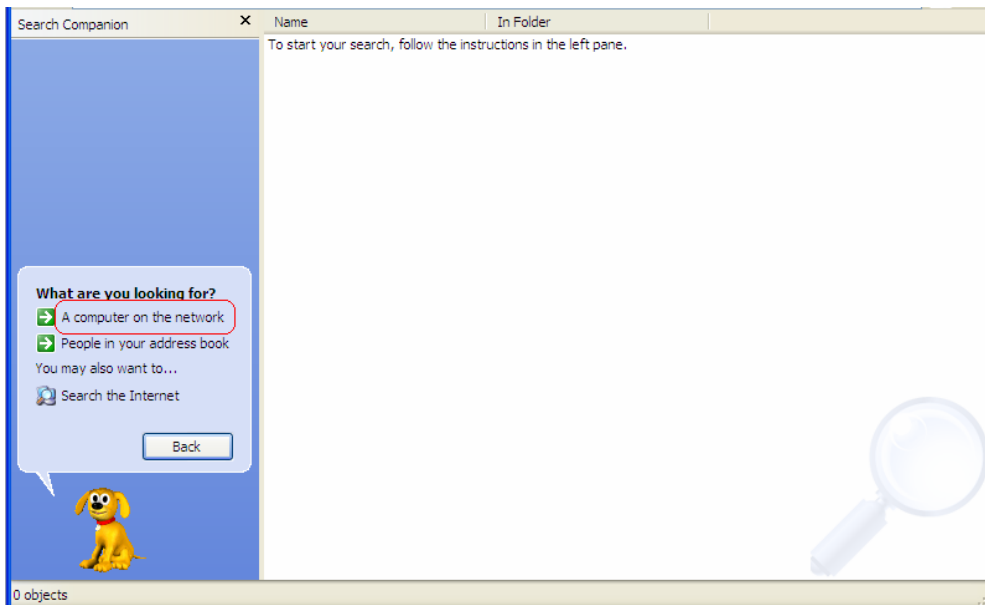 Search Companion
Name
In Folder
To start your search, follow the instructions in the left pane.
What are you looking for?
A computer on the network
People in your address book
You may also want to...
Search the Internet
Back
0 objects